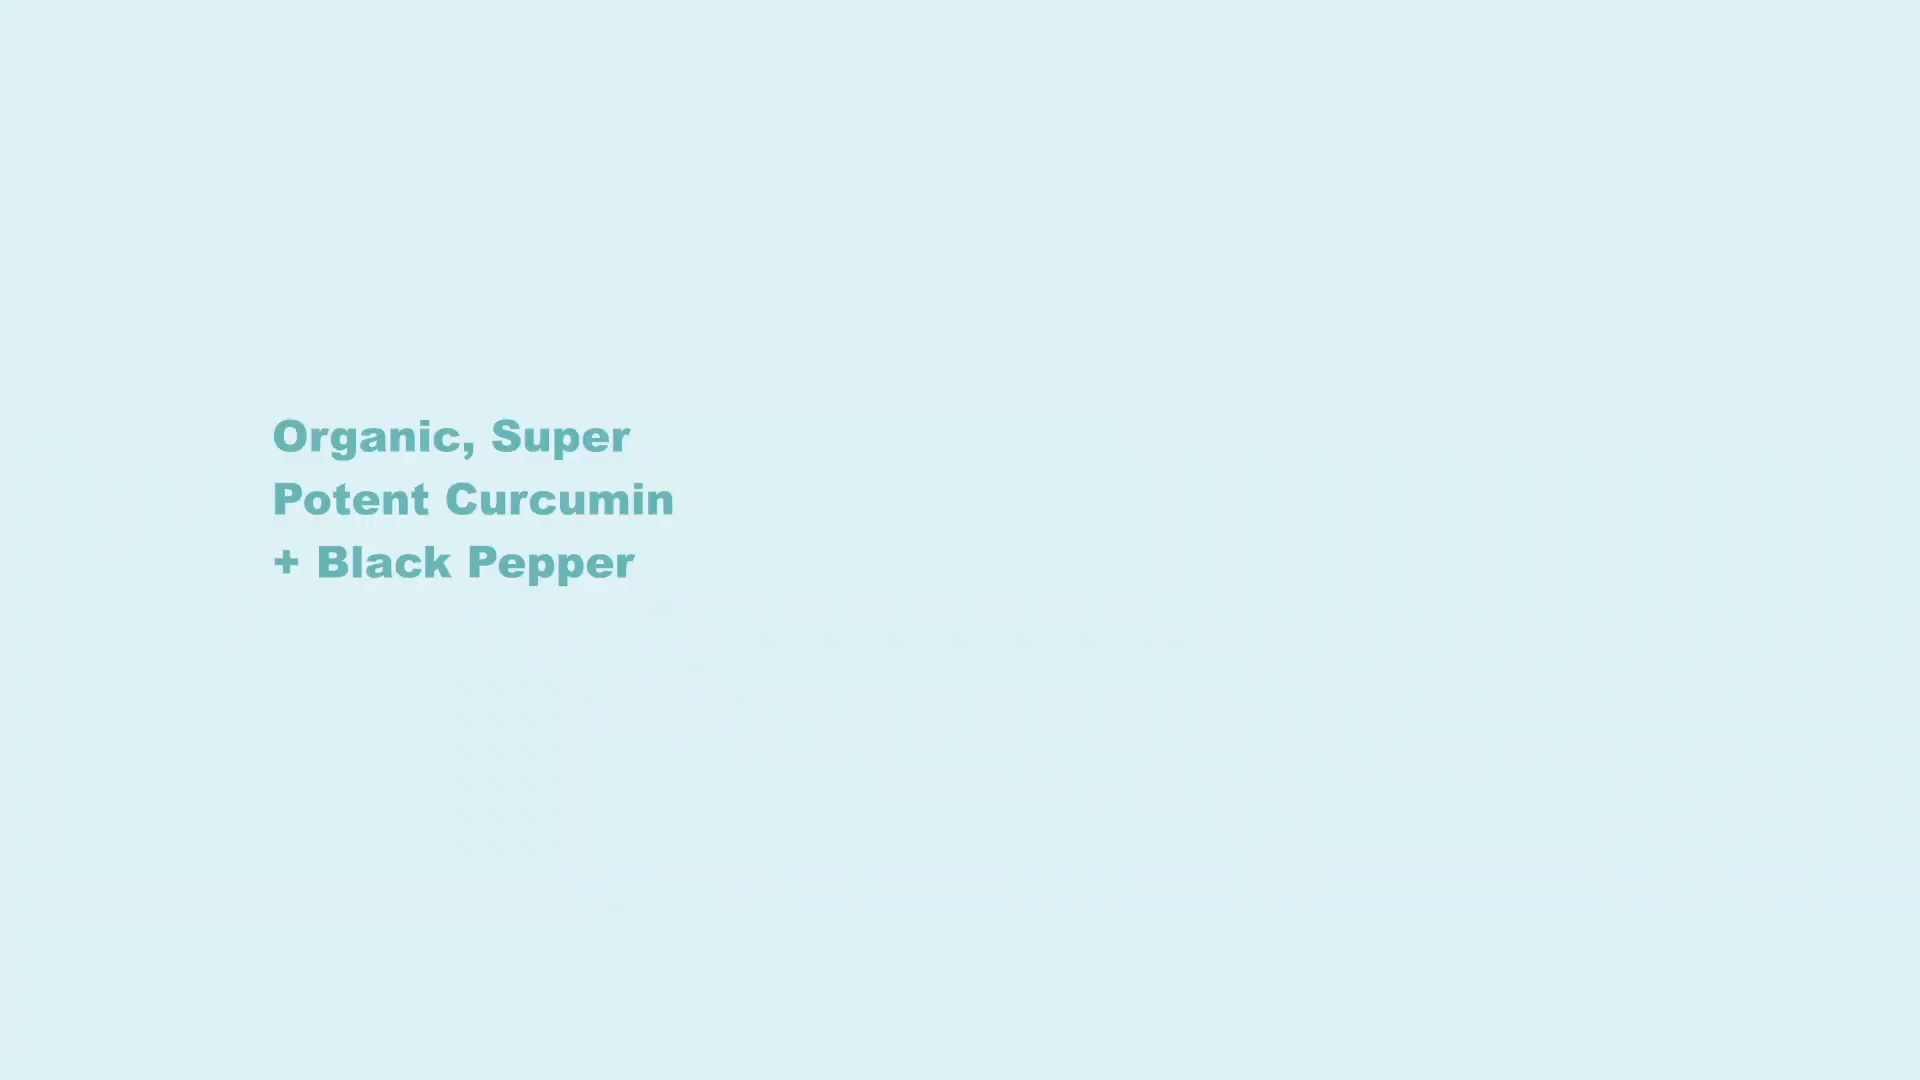 Organic, Super
Potent Curcumin
+ Black Pepper